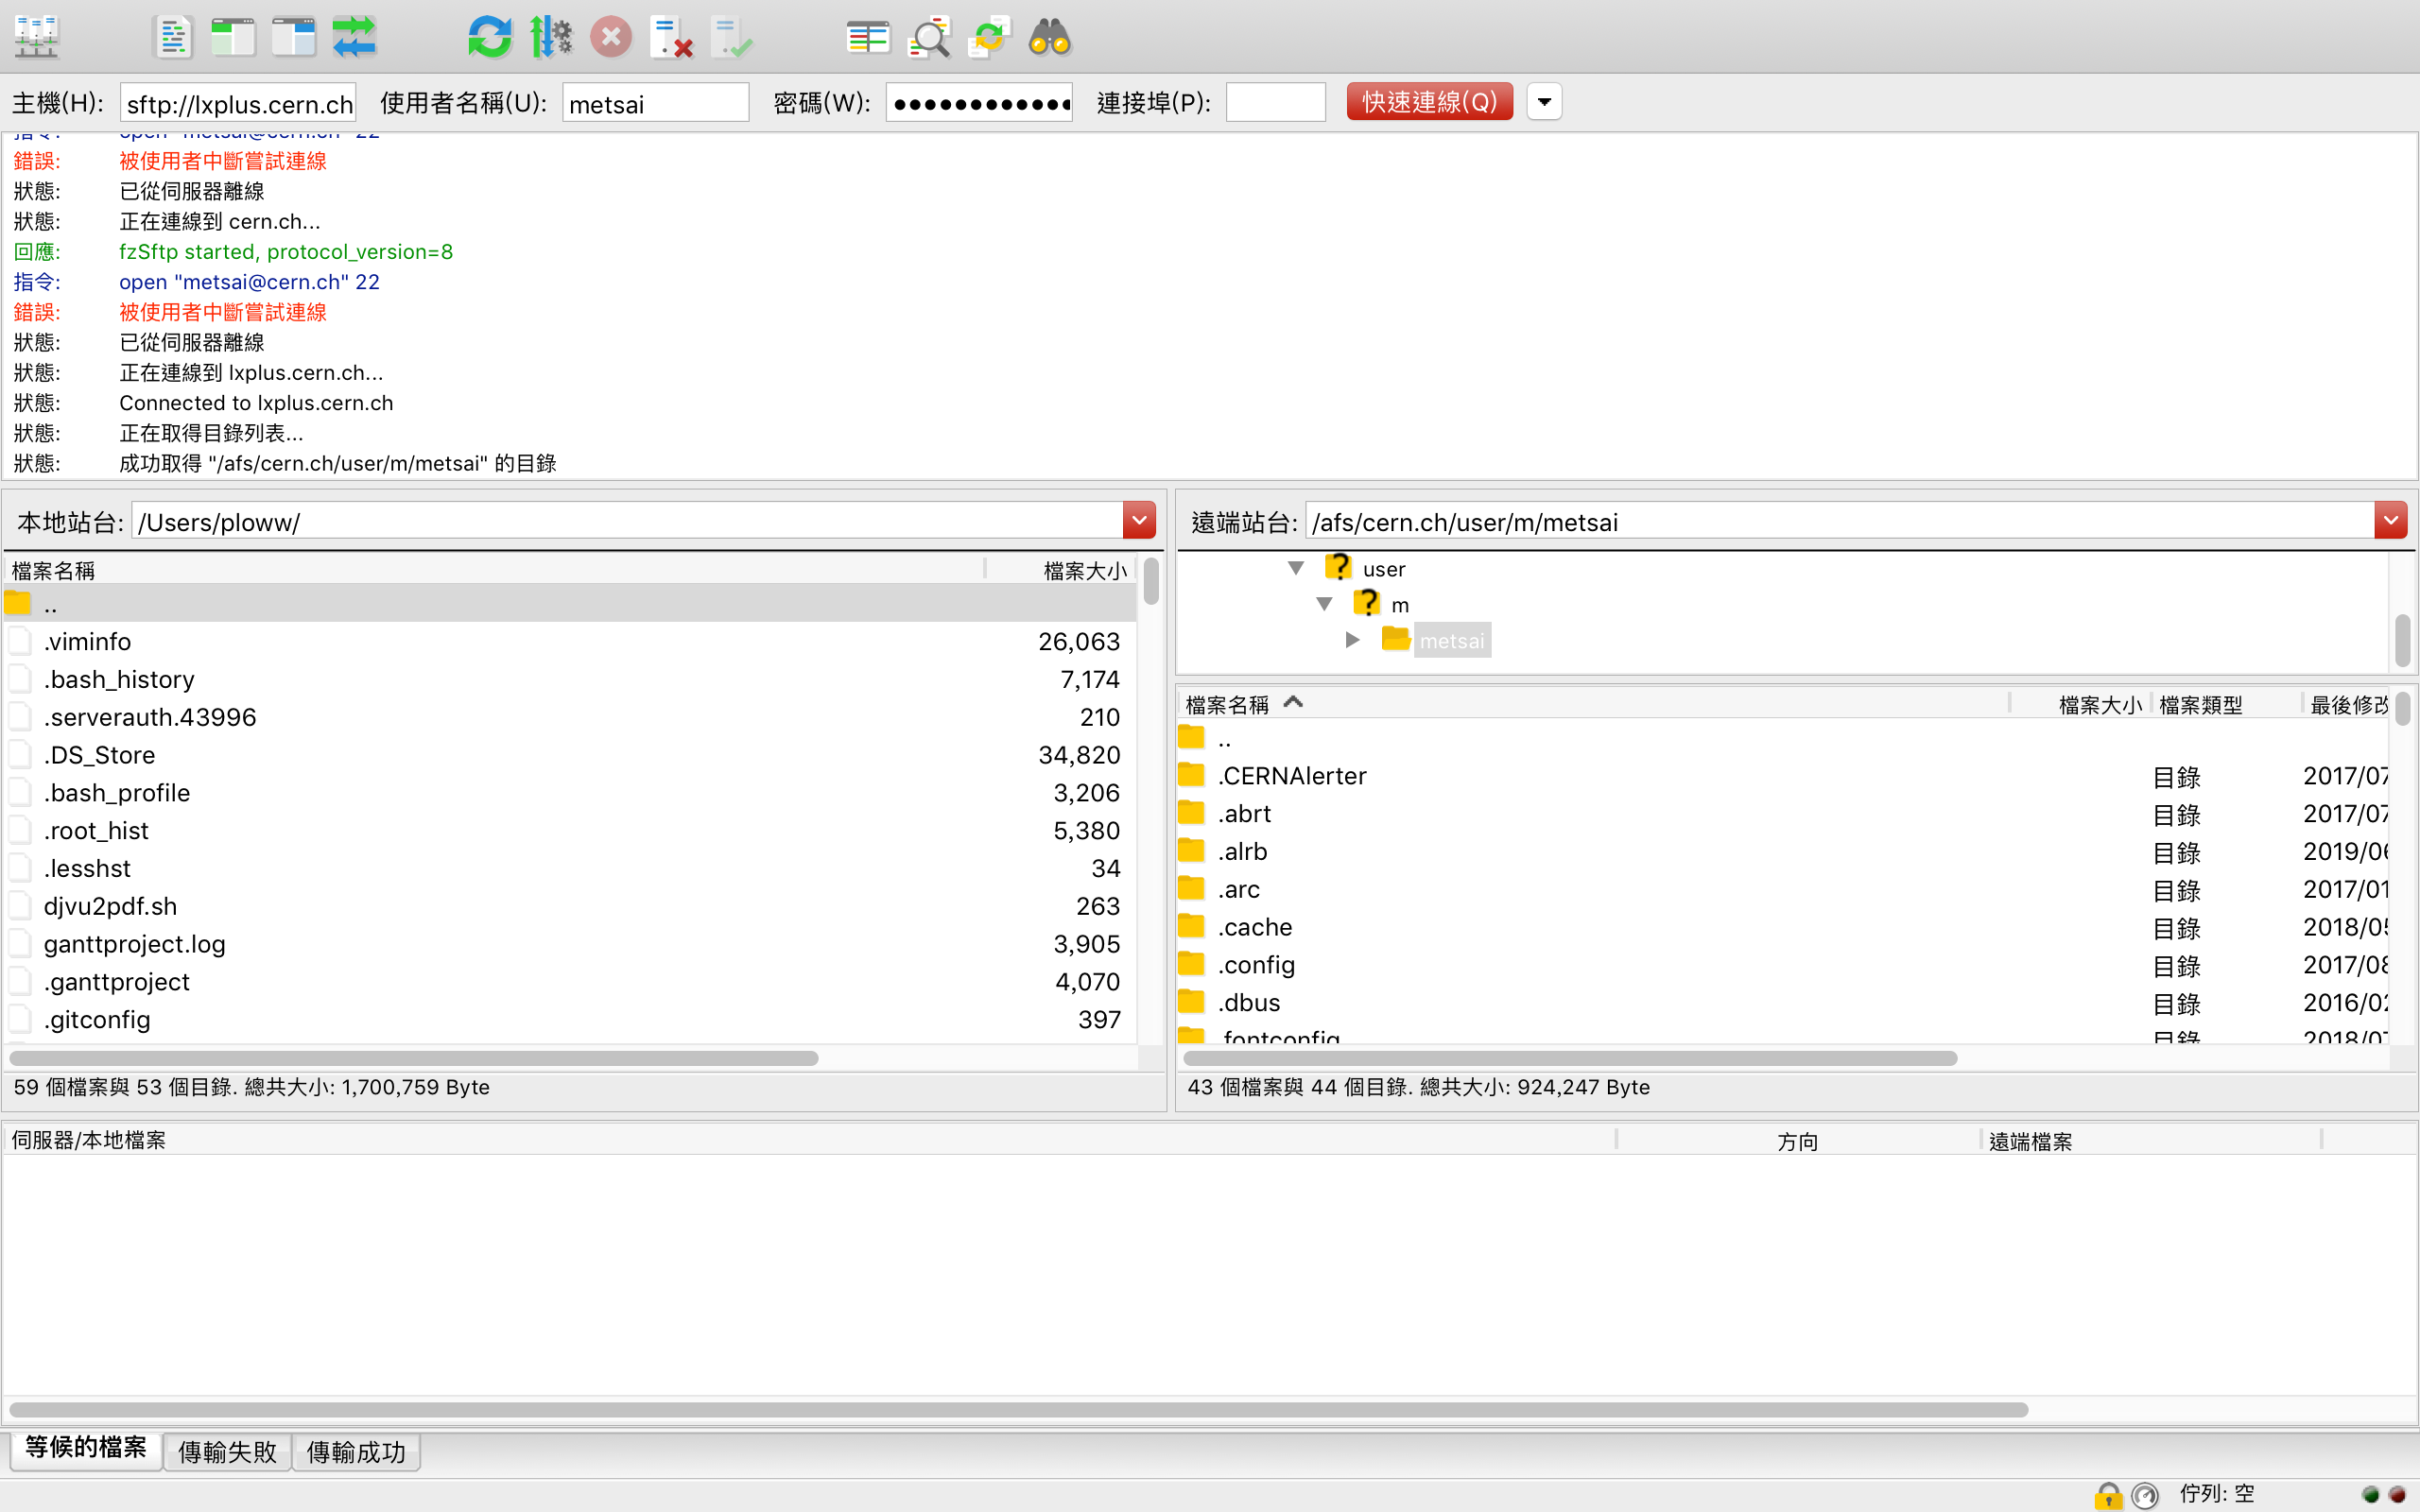 主機(H): sftp://lxplus.cern.ch 使用者名稱(U): metsai 密碼(W): ●●●●●●●●●●●● 連接埠(P): 快速連線(Q)
指令: open "metsai@cern.ch" 22
錯誤: 被使用者中斷嘗試連線
狀態: 已從伺服器離線
狀態: 正在連線到 cern.ch...
回應: fzSftp started, protocol_version=8
指令: open "metsai@cern.ch" 22
錯誤: 被使用者中斷嘗試連線
狀態: 已從伺服器離線
狀態: 正在連線到 lxplus.cern.ch...
狀態: Connected to lxplus.cern.ch
狀態: 正在取得目錄列表...
狀態: 成功取得 "/afs/cern.ch/user/m/metsai" 的目錄
本地站台: /Users/ploww/
檔案名稱 檔案大小
..
.viminfo 26,063
.bash_history 7,174
.serverauth.43996 210
.DS_Store 34,820
.bash_profile 3,206
.root_hist 5,380
.lesshst 34
djvu2pdf.sh 263
ganttproject.log 3,905
.ganttproject 4,070
.gitconfig 397
59 個檔案與 53 個目錄. 總共大小: 1,700,759 Byte
遠端站台: /afs/cern.ch/user/m/metsai
? user
? m
metsai
檔案名稱 檔案大小 檔案類型 最後修改
..
.CERNAlerter 目錄 2017/07
.abrt 目錄 2017/07
.alrb 目錄 2019/06
.arc 目錄 2017/01
.cache 目錄 2018/05
.config 目錄 2017/08
.dbus 目錄 2016/02
.fontconfig 目錄 2018/07
43 個檔案與 44 個目錄. 總共大小: 924,247 Byte
伺服器/本地檔案 方向 遠端檔案
等候的檔案 傳輸失敗 傳輸成功
佇列: 空